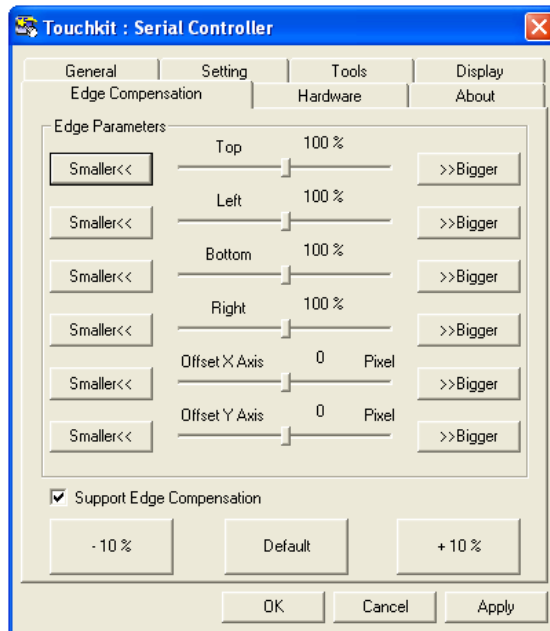 Touchkit : Serial Controller
General Setting Tools Display
Edge Compensation Hardware About
Edge Parameters
Top 100 %
Smaller<< >>Bigger
Left 100 %
Smaller<< >>Bigger
Bottom 100 %
Smaller<< >>Bigger
Right 100 %
Smaller<< >>Bigger
Offset X Axis 0 Pixel
Smaller<< >>Bigger
Offset Y Axis 0 Pixel
Smaller<< >>Bigger
Support Edge Compensation
- 10 % Default + 10 %
OK Cancel Apply